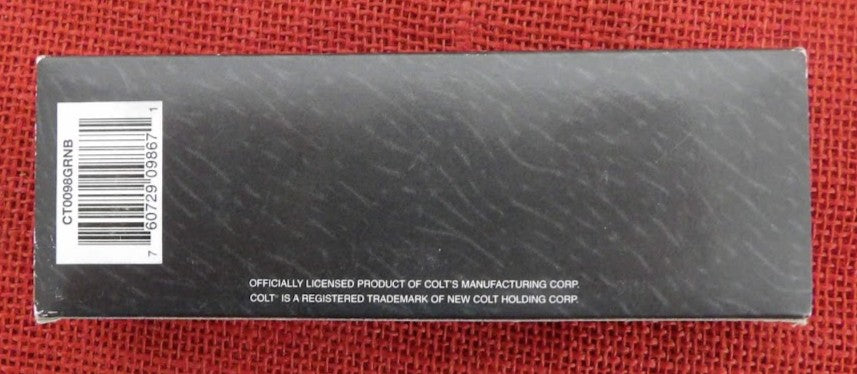 CT0098GRNB
7 60729 09867 1
OFFICIALLY LICENSED PRODUCT OF COLT'S MANUFACTURING CORP.
COLT® IS A REGISTERED TRADEMARK OF NEW COLT HOLDING CORP.